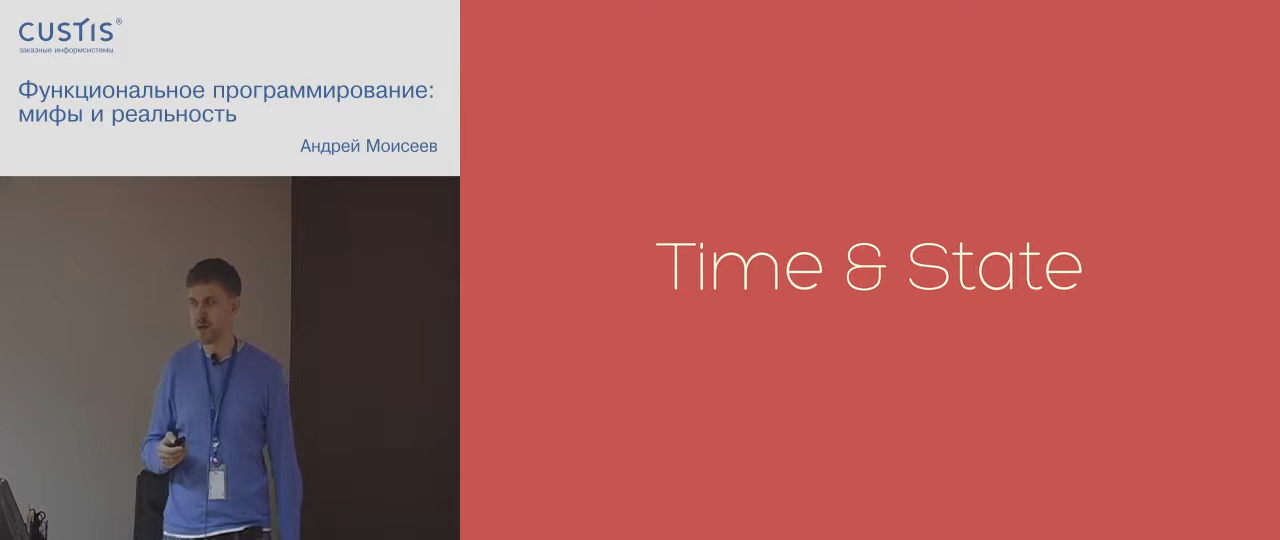 CUSTIS®
заказные информсистемы
Функциональное программирование:
мифы и реальность
Андрей Моисеев
Time & State